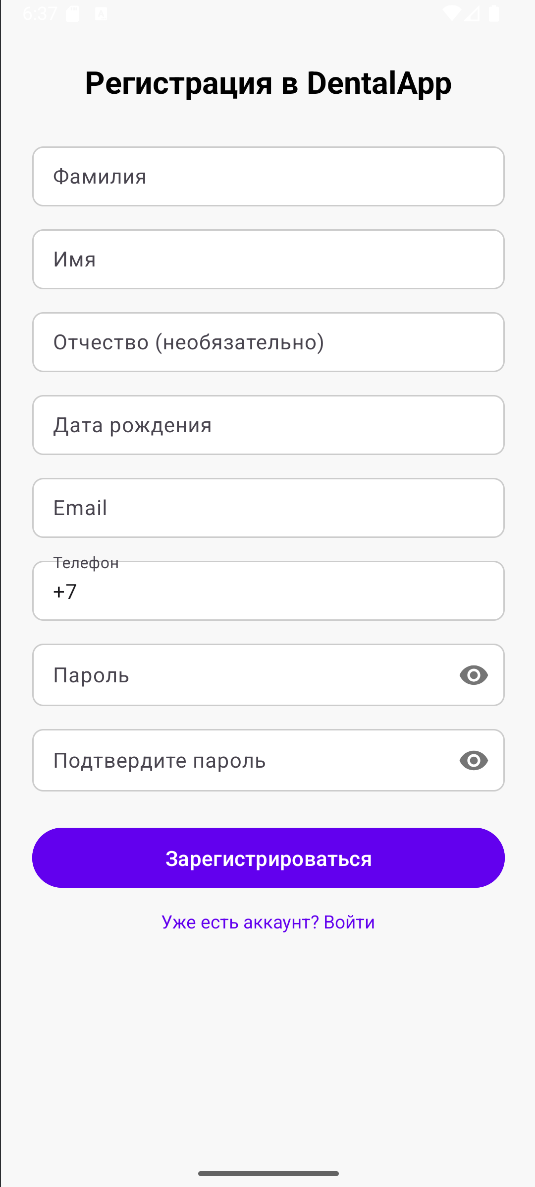 6:37
Регистрация в DentalApp
Фамилия
Имя
Отчество (необязательно)
Дата рождения
Email
Телефон
+7
Пароль
Подтвердите пароль
Зарегистрироваться
Уже есть аккаунт? Войти